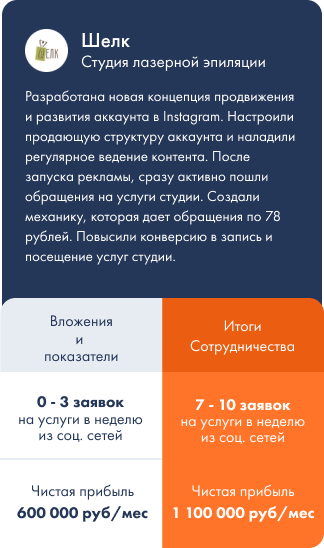 ШЕЛК
Шелк
Студия лазерной эпиляции
Разработана новая концепция продвижения
и развития аккаунта в Instagram. Настроили
продающую структуру аккаунта и наладили
регулярное ведение контента. После
запуска рекламы, сразу активно пошли
обращения на услуги студии. Создали
механику, которая дает обращения по 78
рублей. Повысили конверсию в запись и
посещение услуг студии.
Вложения
и
показатели
Итоги
Сотрудничества
0 - 3 заявок
на услуги в неделю
из соц. сетей
7 - 10 заявок
на услуги в неделю
из соц. сетей
Чистая прибыль
600 000 руб/мес
Чистая прибыль
1 100 000 руб/мес